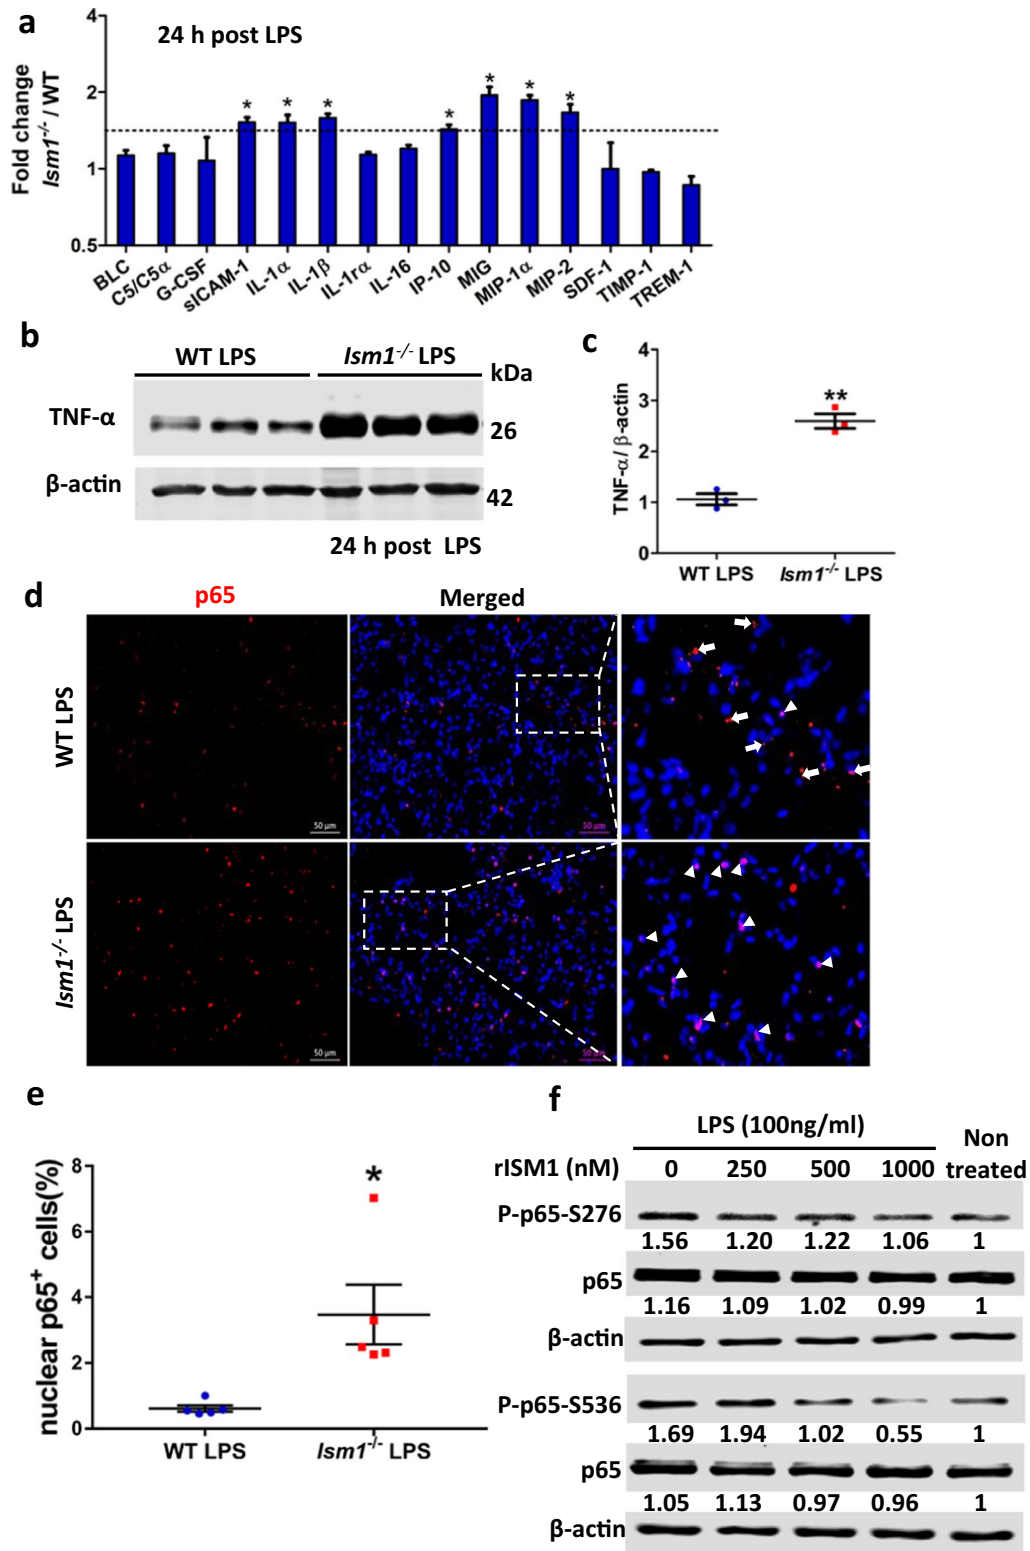 a
24 h post LPS
Fold change
Ism1-/- / WT
4
2
1
0.5
*
*
*
*
*
*
*
BLC
C5/C5α
G-CSF
sICAM-1
IL-1α
IL-1β
IL-1rα
IL-16
IP-10
MIG
MIP-1α
MIP-2
SDF-1
TIMP-1
TREM-1
b
WT LPS
Ism1-/- LPS
kDa
TNF-α
26
β-actin
42
24 h post LPS
c
TNF-α/ β-actin
4
3
2
1
0
**
WT LPS
Ism1-/- LPS
d
p65
Merged
WT LPS
50 µm
50 µm
Ism1-/- LPS
50 µm
50 µm
e
nuclear p65+ cells(%)
8
6
4
2
0
*
WT LPS
Ism1-/- LPS
f
LPS (100ng/ml)
Non
treated
rISM1 (nM) 0 250 500 1000
P-p65-S276
1.56 1.20 1.22 1.06 1
p65
1.16 1.09 1.02 0.99 1
β-actin
P-p65-S536
1.69 1.94 1.02 0.55 1
p65
1.05 1.13 0.97 0.96 1
β-actin